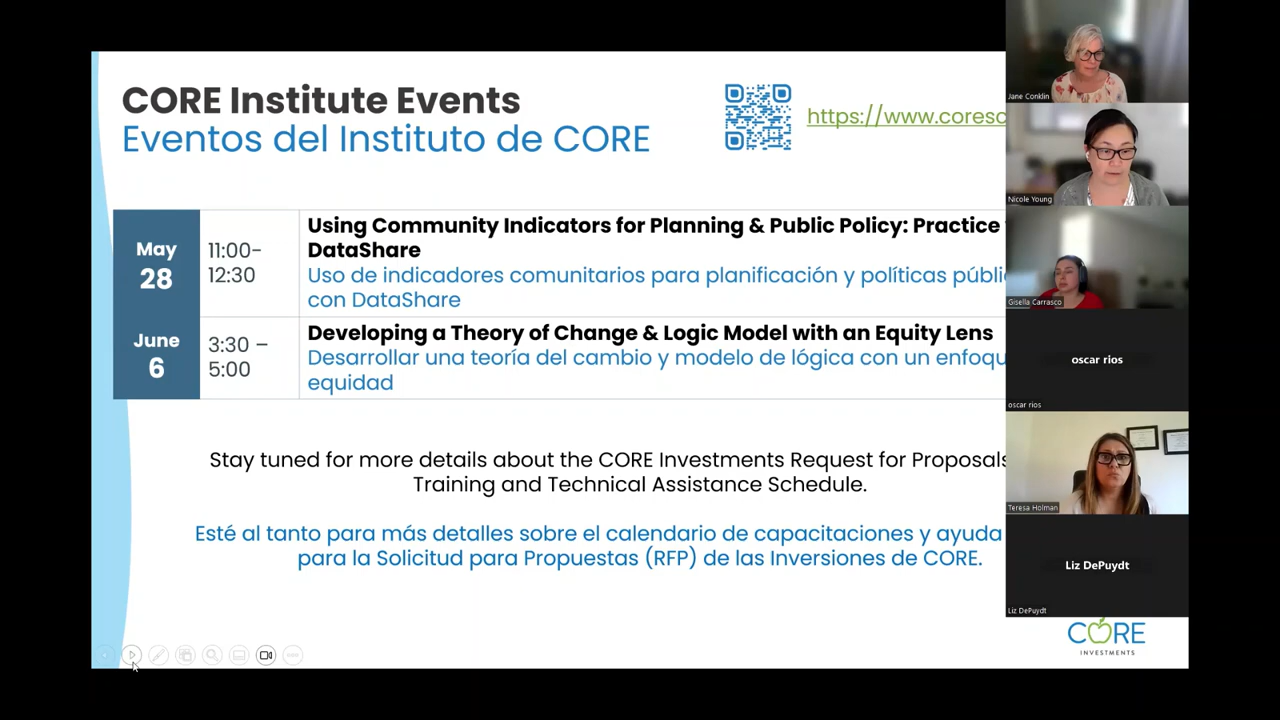 CORE Institute Events
Eventos del Instituto de CORE
https://www.coresc
May
28
11:00-
12:30
Using Community Indicators for Planning & Public Policy: Practice
DataShare
Uso de indicadores comunitarios para planificación y políticas públi
con DataShare
June
6
3:30 –
5:00
Developing a Theory of Change & Logic Model with an Equity Lens
Desarrollar una teoría del cambio y modelo de lógica con un enfoqu
equidad
Stay tuned for more details about the CORE Investments Request for Proposals
Training and Technical Assistance Schedule.
Esté al tanto para más detalles sobre el calendario de capacitaciones y ayuda
para la Solicitud para Propuestas (RFP) de las Inversiones de CORE.
Jane Conklin
Nicole Young
Gisella Carrasco
oscar rios
oscar rios
Teresa Holman
Liz DePuydt
Liz DePuydt
CORE
INVESTMENTS